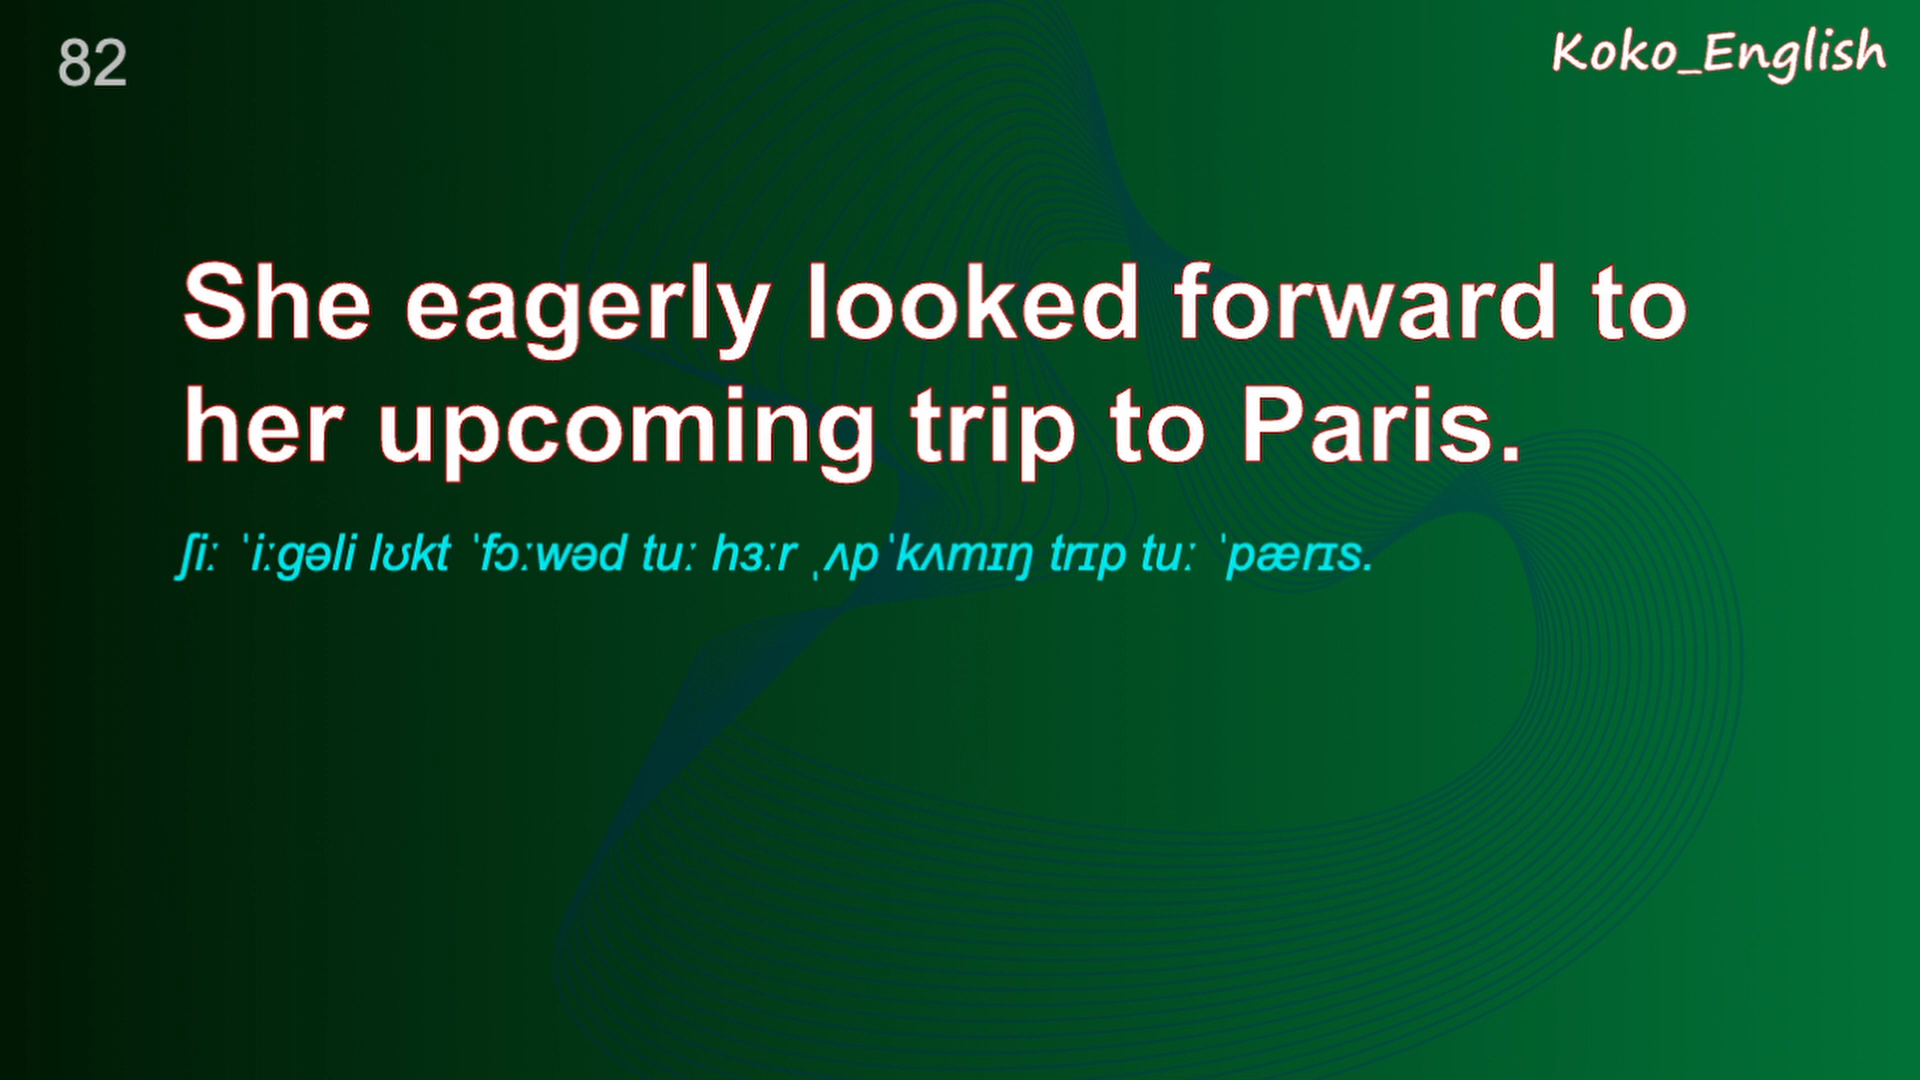 82
Koko_English
She eagerly looked forward to
her upcoming trip to Paris.
ʃiː ˈiːgəli lʊkt ˈfɔːwəd tuː hɜːr ˌʌpˈkʌmɪŋ trɪp tuː ˈpærɪs.